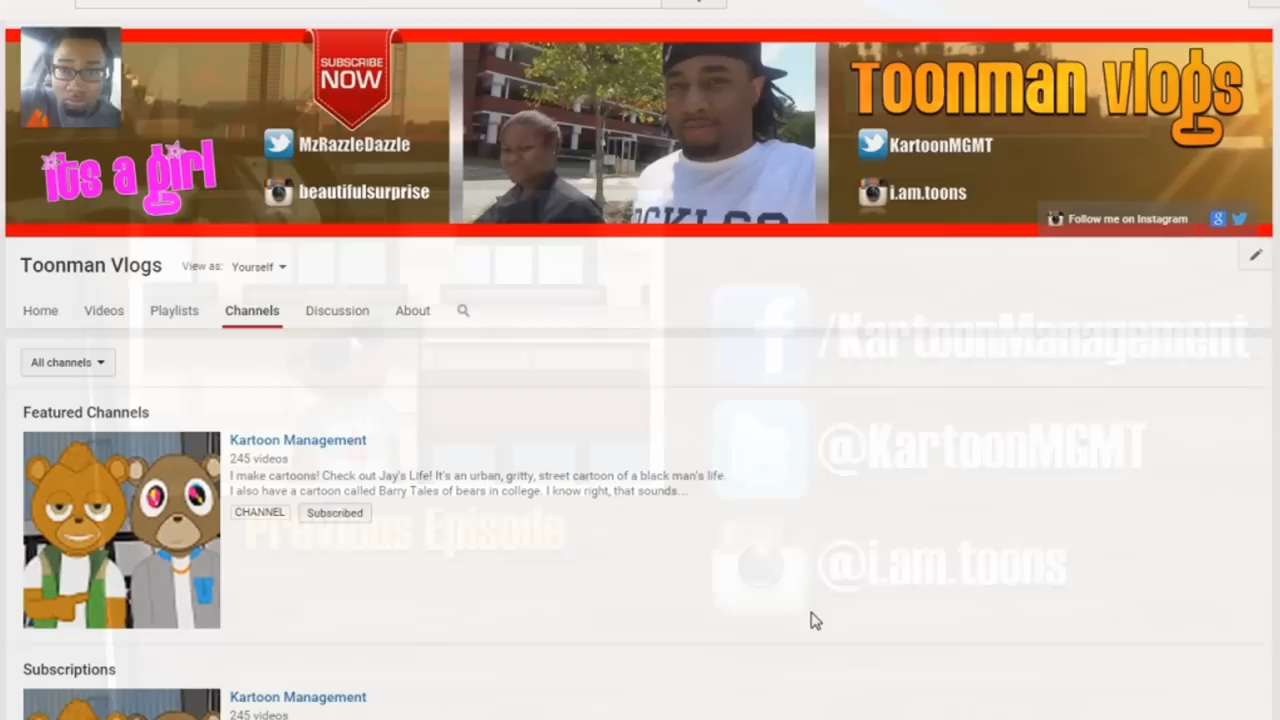 SUBSCRIBE
NOW
Toonman Vlogs
MzRazzleDazzle
KartoonMGMT
its a girl
beautifulsurprise
i.am.toons
Follow me on Instagram
Toonman Vlogs View as: Yourself
Home Videos Playlists Channels Discussion About
/KartoonManagement
All channels
Featured Channels
Kartoon Management
245 videos
@KartoonMGMT
I make cartoons! Check out Jay's Life! It's an urban, gritty, street cartoon of a black man's life.
I also have a cartoon called Barry Tales of bears in college. I know right, that sounds...
CHANNEL Subscribed
Previous Episode
@i.am.toons
Subscriptions
Kartoon Management
245 videos